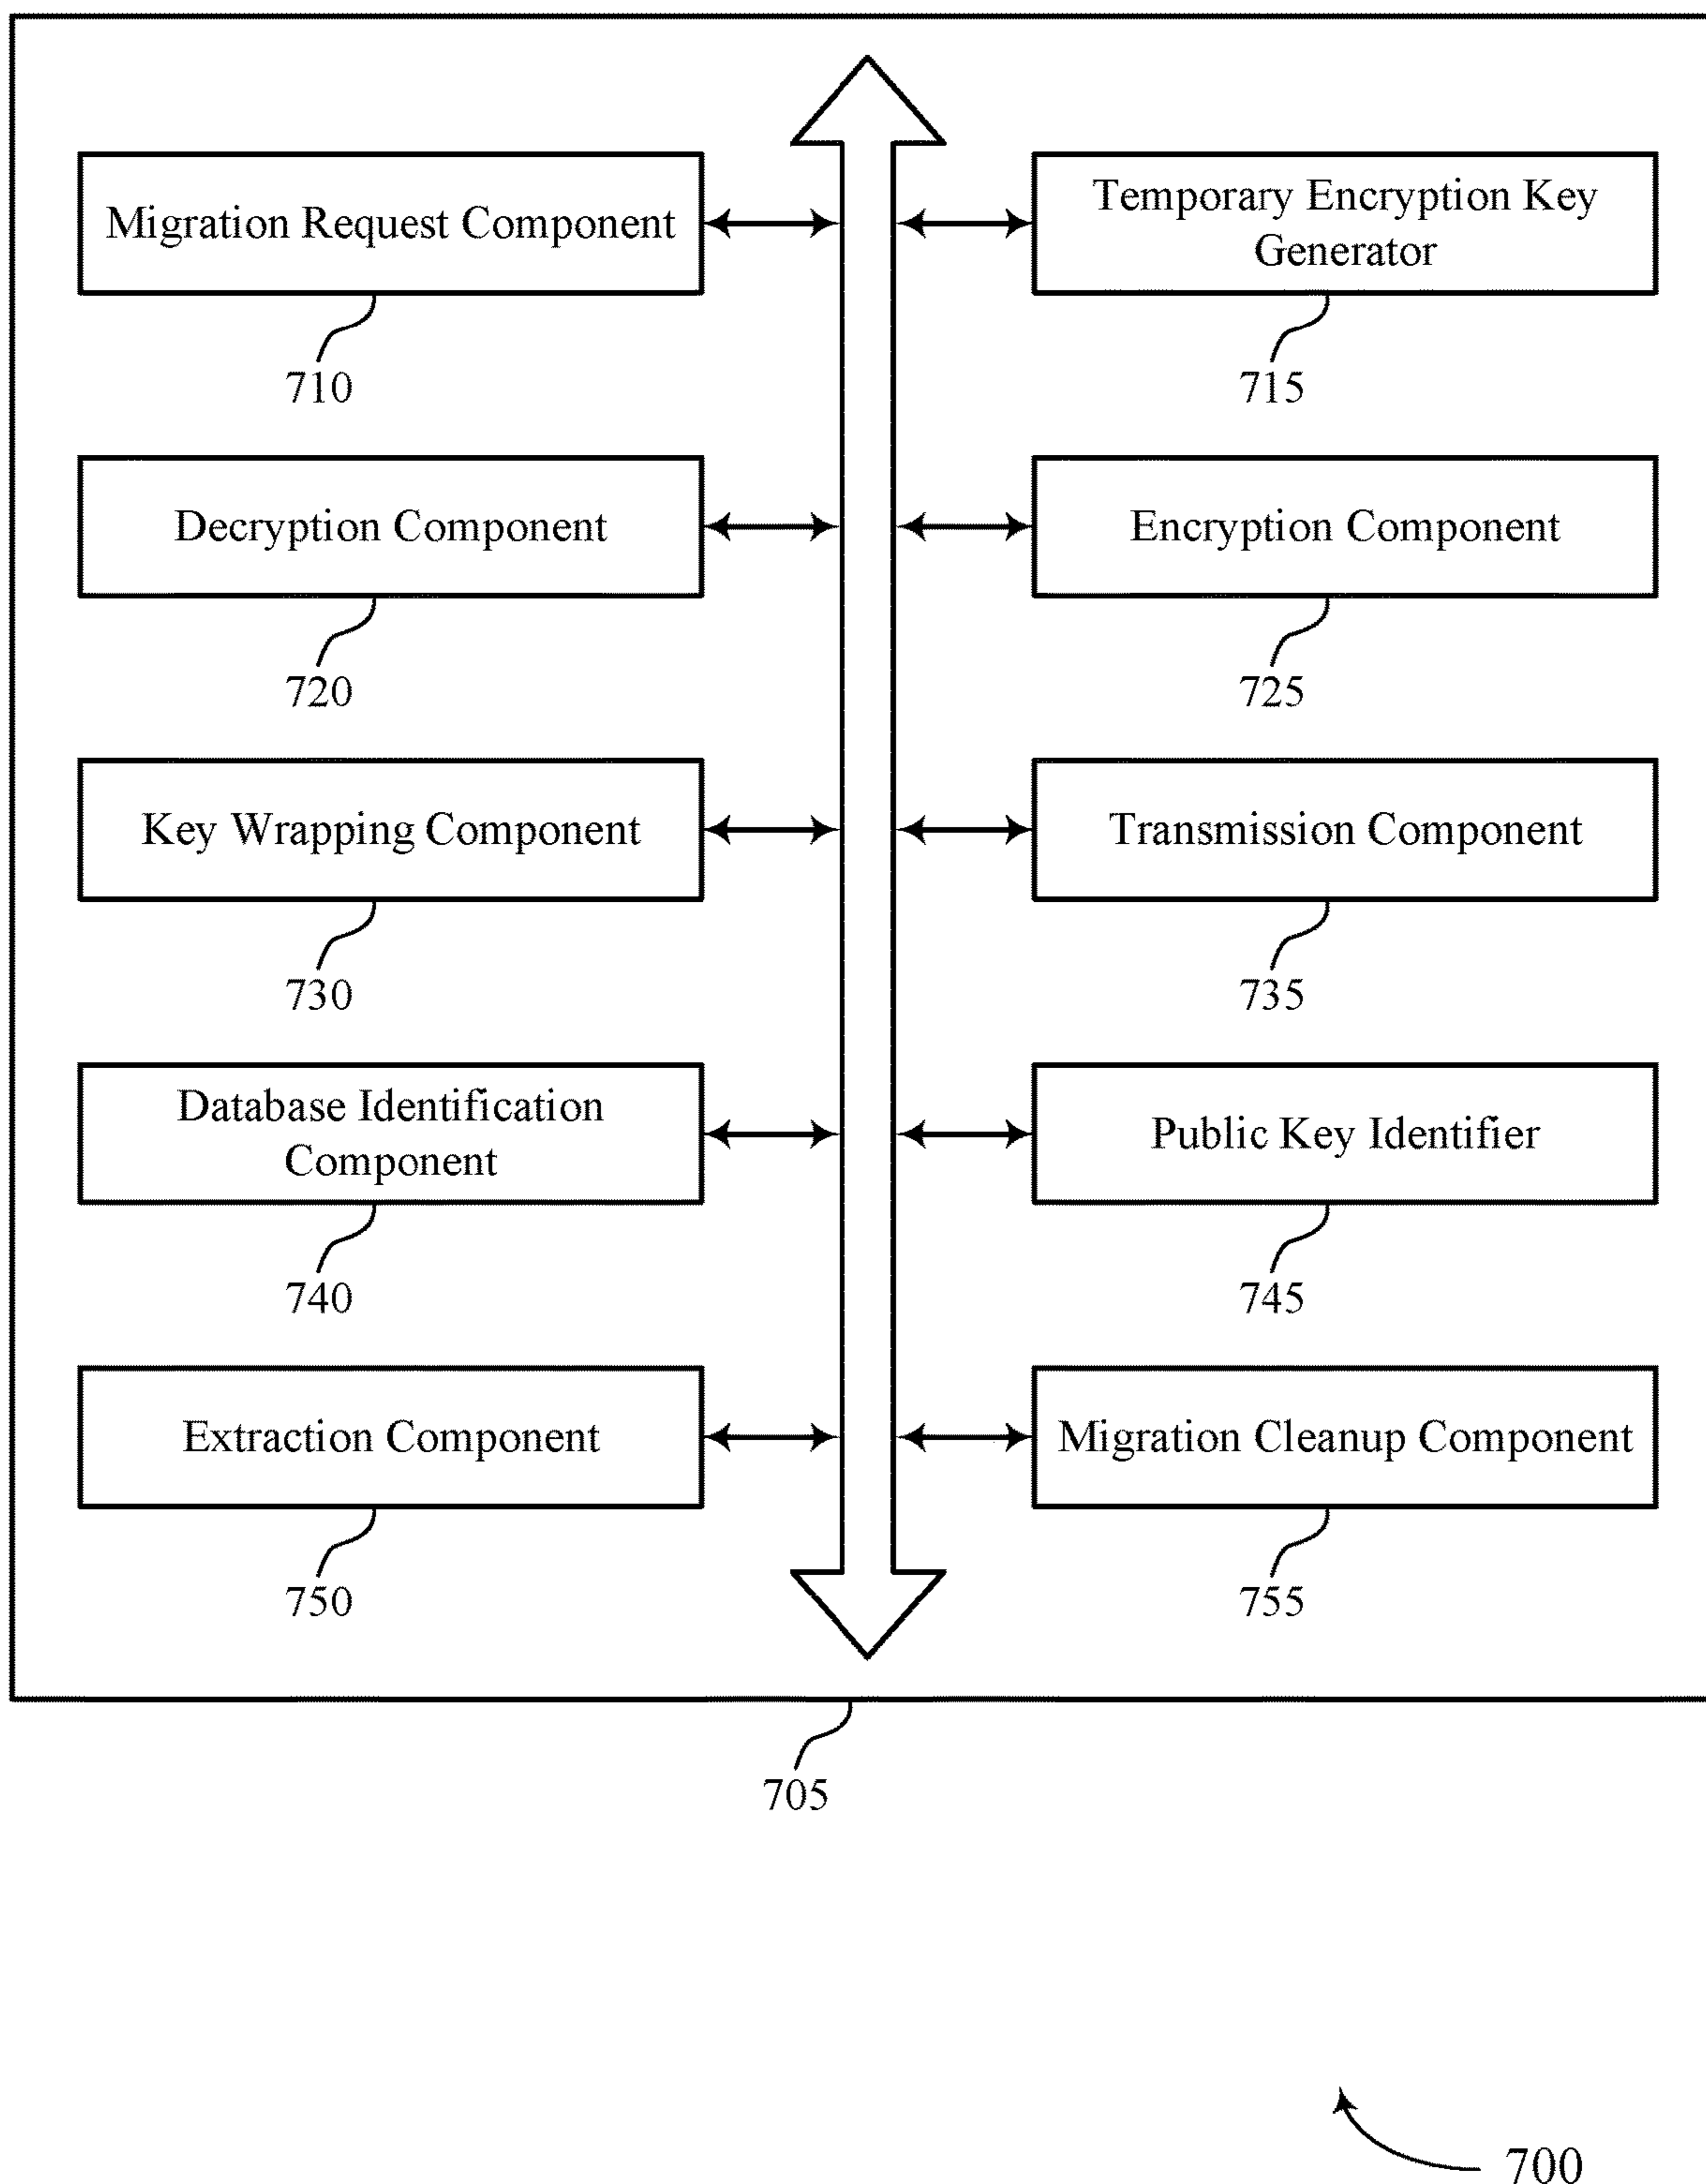 Migration Request Component
710
Temporary Encryption Key
Generator
715
Decryption Component
720
Encryption Component
725
Key Wrapping Component
730
Transmission Component
735
Database Identification
Component
740
Public Key Identifier
745
Extraction Component
750
Migration Cleanup Component
755
705
700